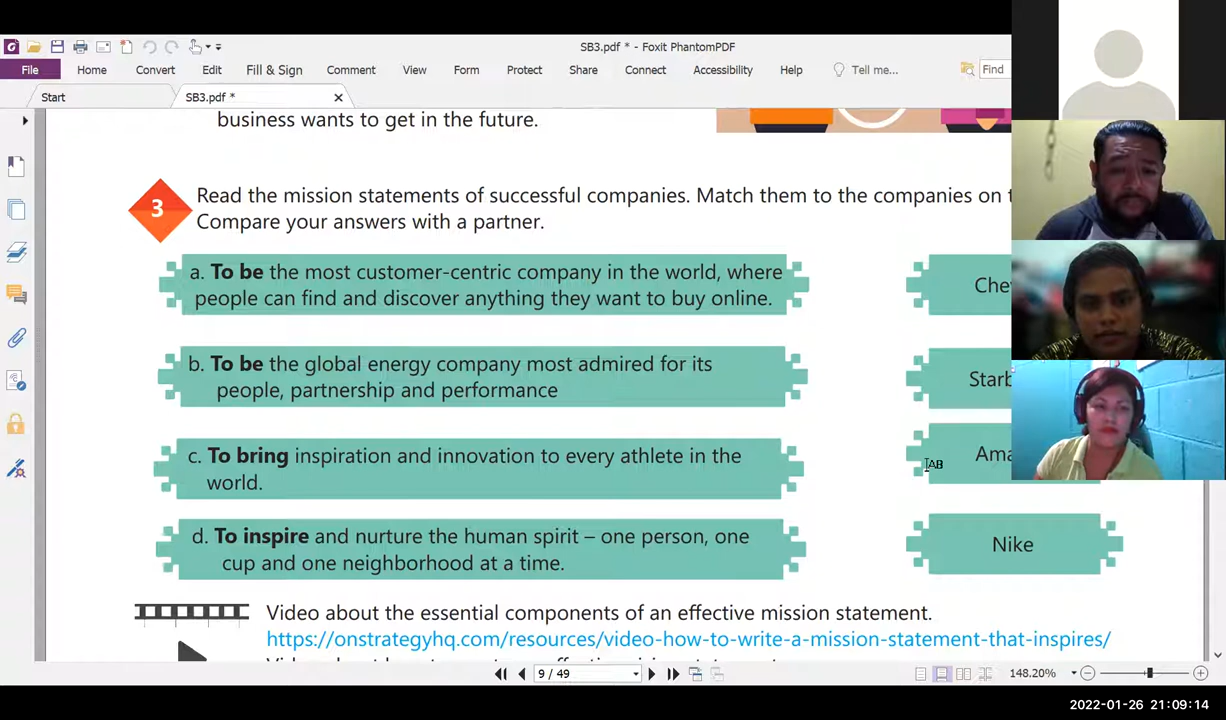 SB3.pdf * - Foxit PhantomPDF
File Home Convert Edit Fill & Sign Comment View Form Protect Share Connect Accessibility Help Tell me... Find
Start SB3.pdf *
business wants to get in the future.
3 Read the mission statements of successful companies. Match them to the companies on
Compare your answers with a partner.
a. To be the most customer-centric company in the world, where
people can find and discover anything they want to buy online.
b. To be the global energy company most admired for its
people, partnership and performance
c. To bring inspiration and innovation to every athlete in the
world.
d. To inspire and nurture the human spirit – one person, one
cup and one neighborhood at a time.
Nike
Video about the essential components of an effective mission statement.
https://onstrategyhq.com/resources/video-how-to-write-a-mission-statement-that-inspires/
9 / 49
148.20%
2022-01-26 21:09:14